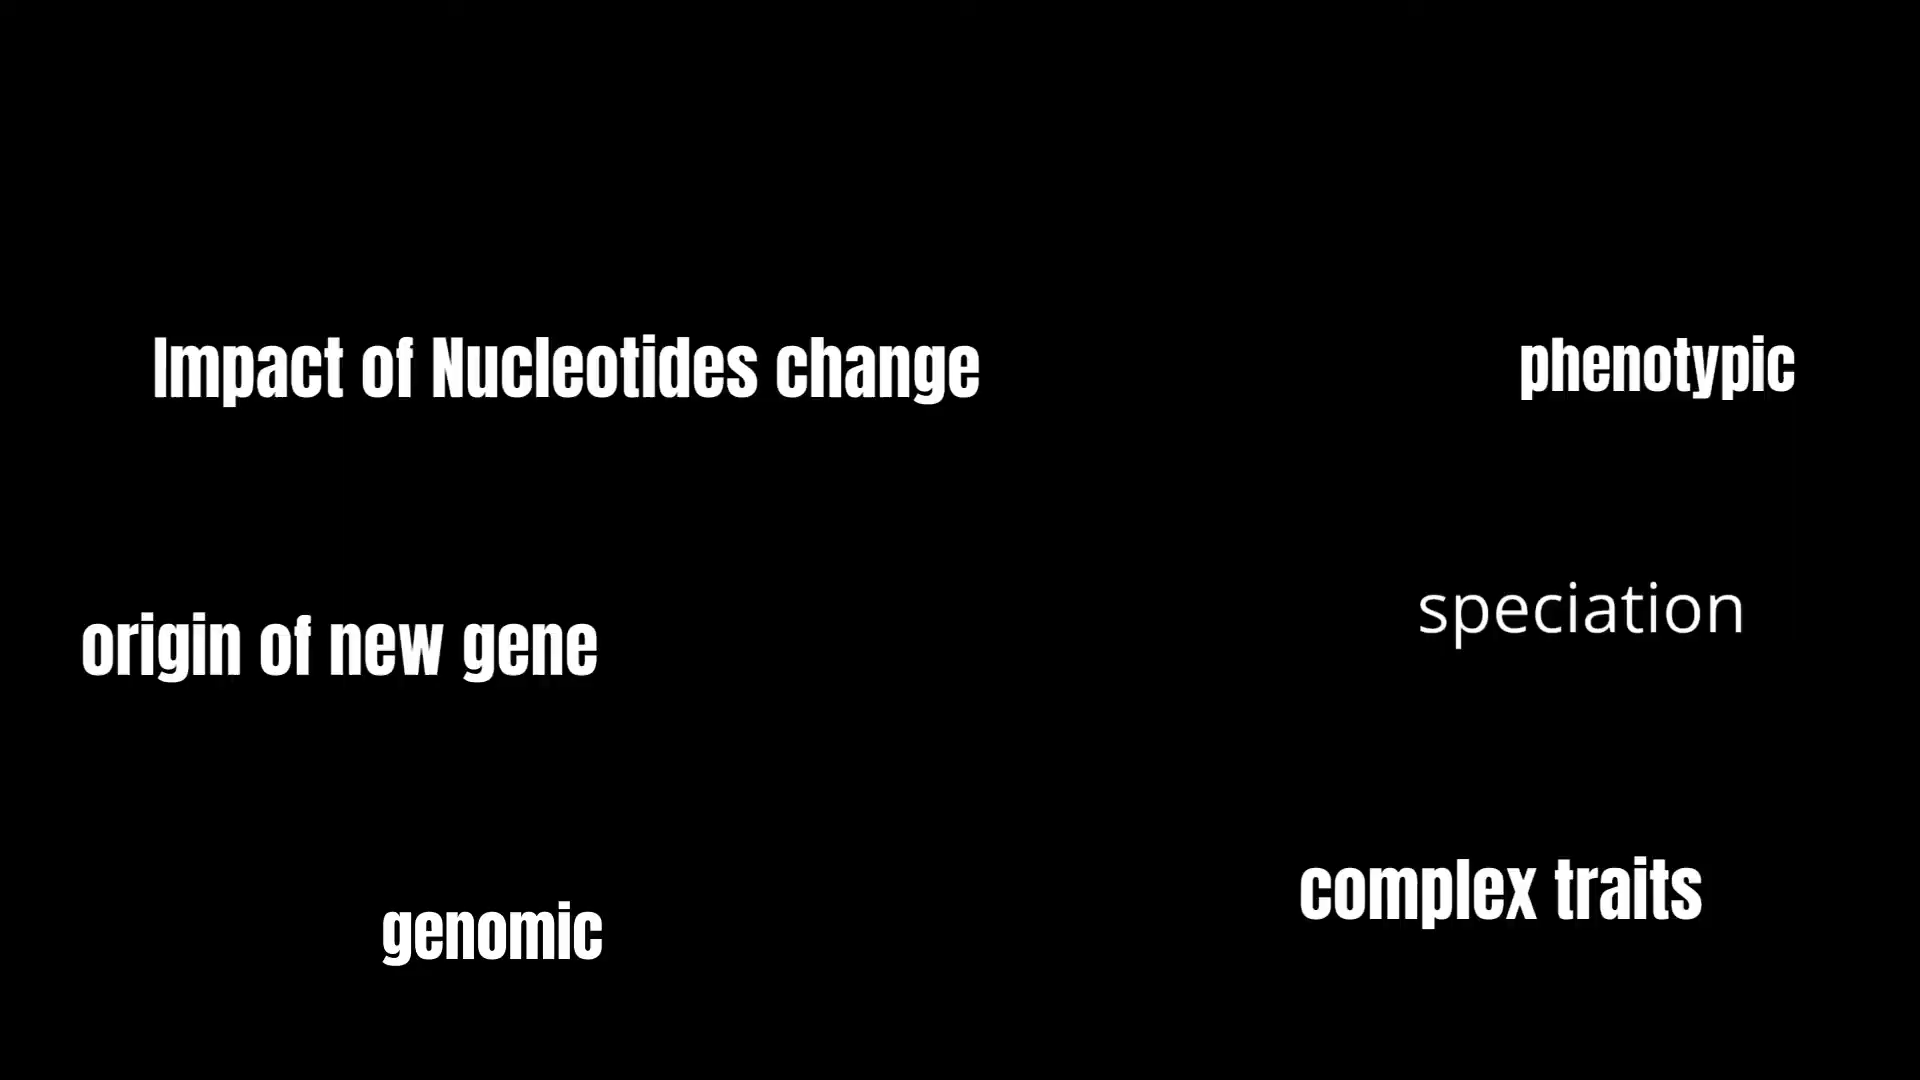 Impact of Nucleotides change
phenotypic
origin of new gene
speciation
genomic
complex traits